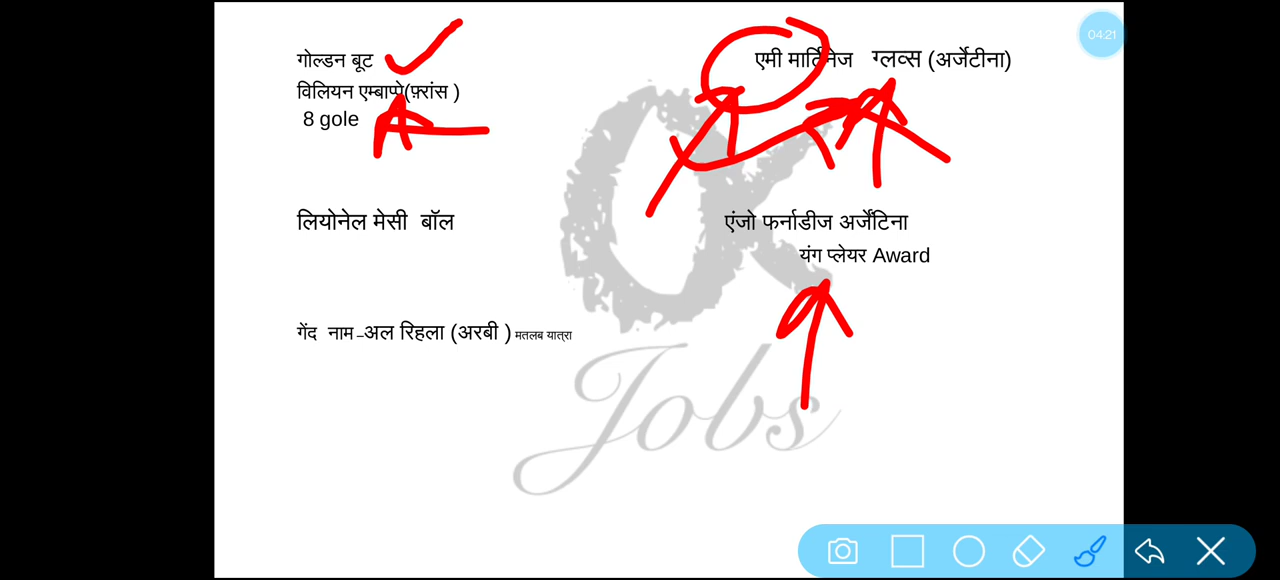 04:21
गोल्डन बूट
विलियन एम्बाप्पे(फ़्रांस )
8 gole
एमी मार्टिनेज ग्लव्स (अर्जेटीना)
लियोनेल मेसी बॉल
एंजो फर्नाडीज अर्जेंटिना
यंग प्लेयर Award
गेंद नाम –अल रिहला (अरबी ) मतलब यात्रा
OK
Jobs